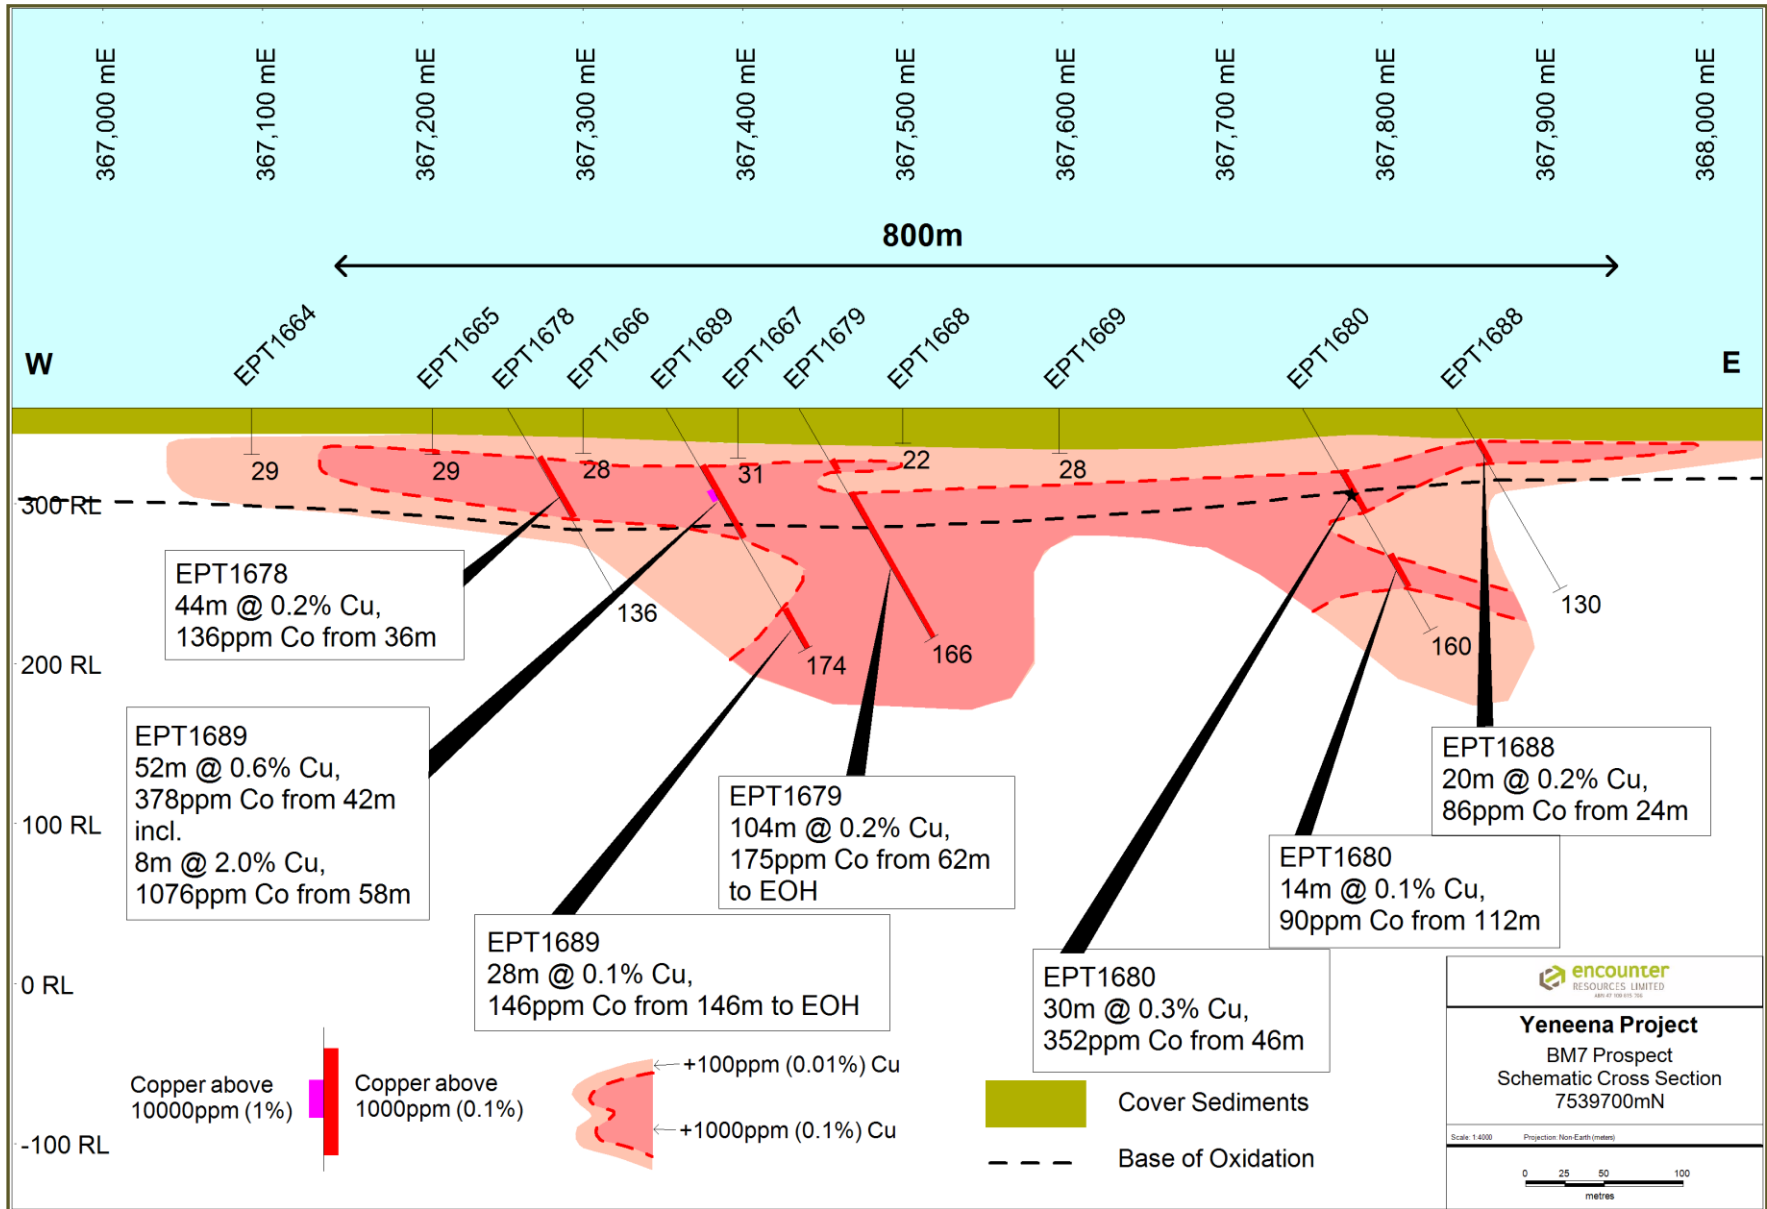 367,000 mE
367,100 mE
367,200 mE
367,300 mE
367,400 mE
367,500 mE
367,600 mE
367,700 mE
367,800 mE
367,900 mE
368,000 mE
800m
W
EPT1664
EPT1665
EPT1678
EPT1666
EPT1689
EPT1667
EPT1679
EPT1668
EPT1669
EPT1680
EPT1688
E
29
29
28
31
22
28
300 RL
136
174
166
160
130
200 RL
100 RL
0 RL
-100 RL
EPT1678
44m @ 0.2% Cu,
136ppm Co from 36m
EPT1689
52m @ 0.6% Cu,
378ppm Co from 42m
incl.
8m @ 2.0% Cu,
1076ppm Co from 58m
EPT1689
28m @ 0.1% Cu,
146ppm Co from 146m to EOH
EPT1679
104m @ 0.2% Cu,
175ppm Co from 62m
to EOH
EPT1680
30m @ 0.3% Cu,
352ppm Co from 46m
EPT1680
14m @ 0.1% Cu,
90ppm Co from 112m
EPT1688
20m @ 0.2% Cu,
86ppm Co from 24m
Copper above
10000ppm (1%)
Copper above
1000ppm (0.1%)
+100ppm (0.01%) Cu
+1000ppm (0.1%) Cu
Cover Sediments
Base of Oxidation
encounter
RESOURCES LIMITED
Yeneena Project
BM7 Prospect
Schematic Cross Section
7539700mN
Scale: 1:4000
Projection: Non-Earth (meters)
0 25 50 100
metres